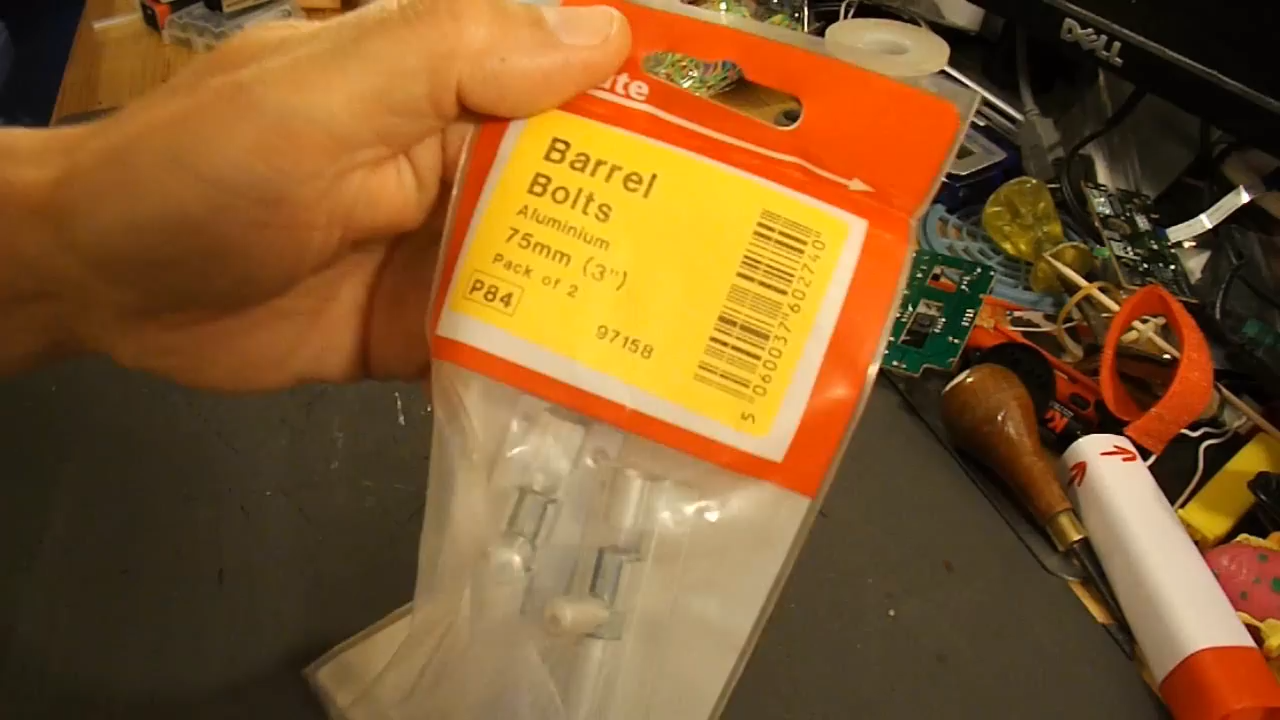 ite
Barrel
Bolts
Aluminium
75mm (3")
Pack of 2
P84
97158
5 060037 602740
DELL